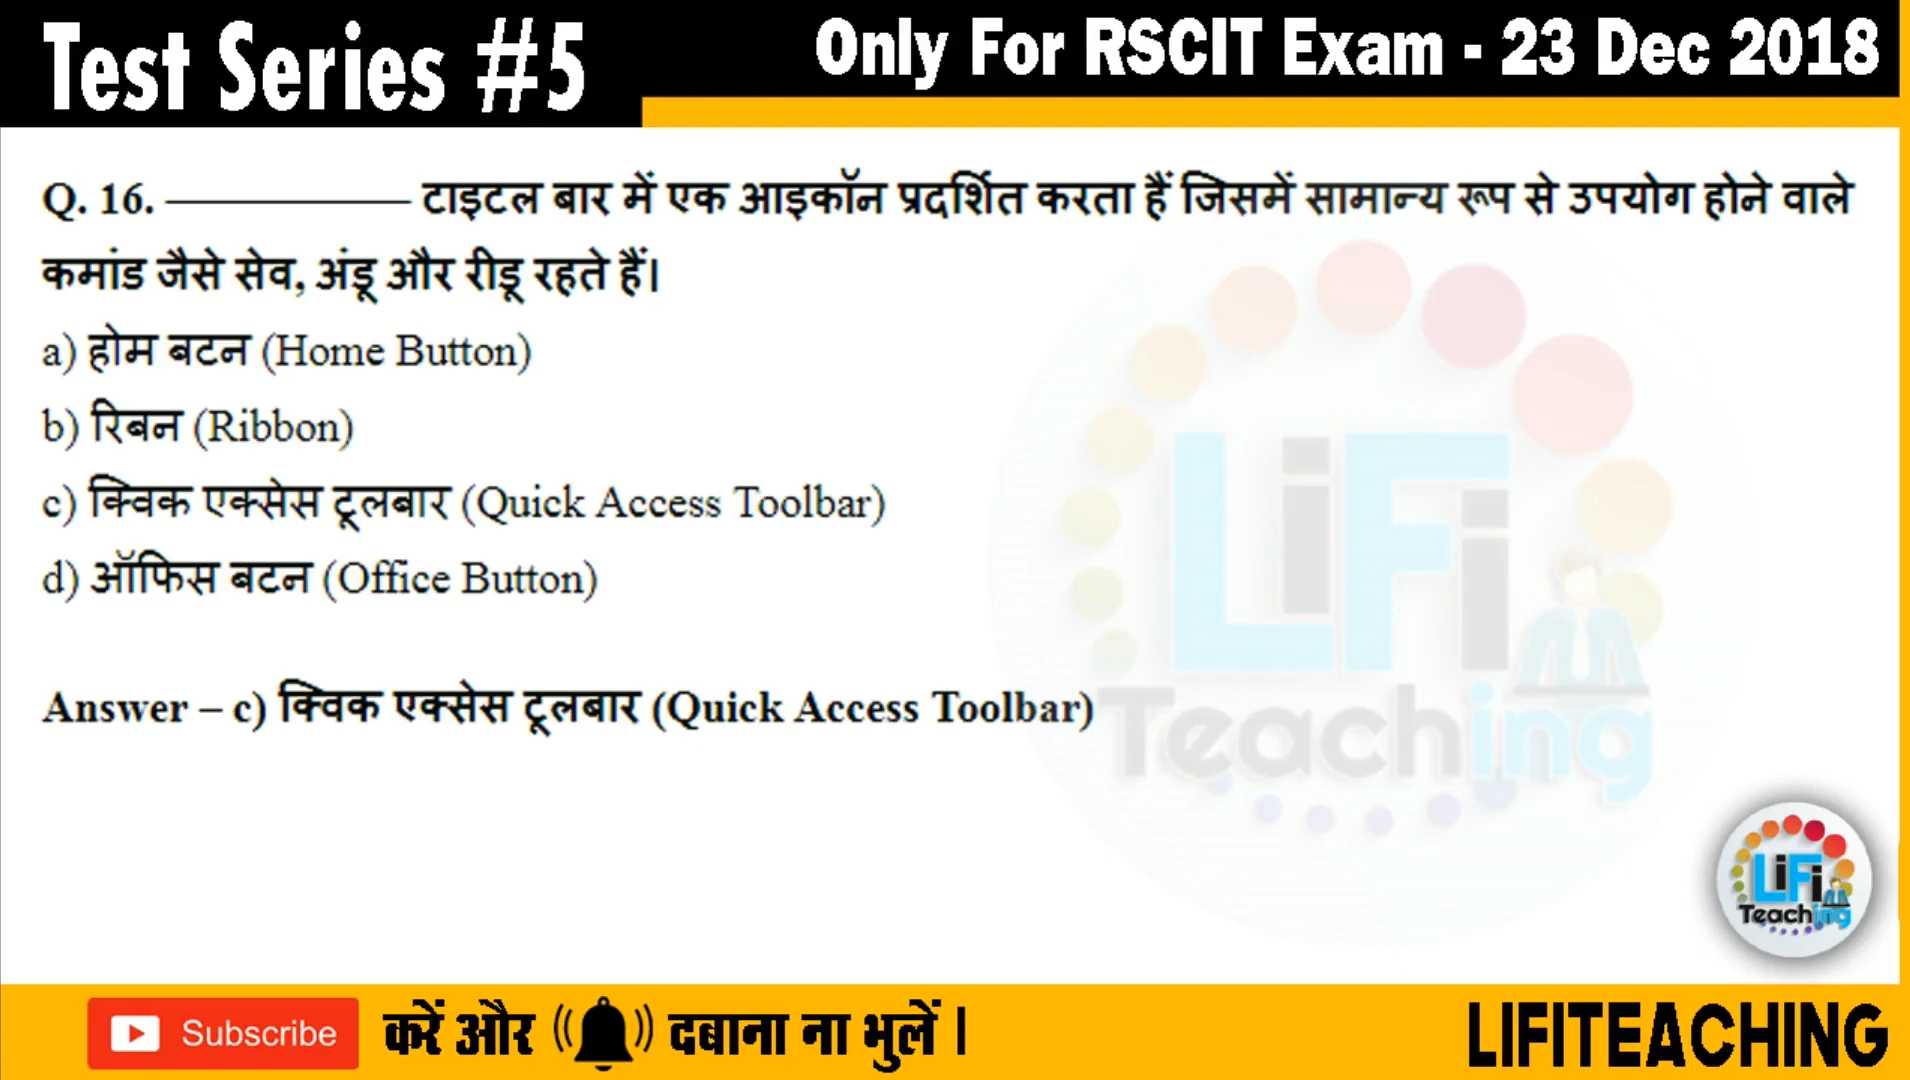 Test Series #5
Only For RSCIT Exam - 23 Dec 2018
Q. 16. ————— टाइटल बार में एक आइकॉन प्रदर्शित करता हैं जिसमें सामान्य रूप से उपयोग होने वाले
कमांड जैसे सेव, अंडू और रीडू रहते हैं।
a) होम बटन (Home Button)
b) रिबन (Ribbon)
c) क्विक एक्सेस टूलबार (Quick Access Toolbar)
d) ऑफिस बटन (Office Button)
Answer – c) क्विक एक्सेस टूलबार (Quick Access Toolbar)
LiFi
Teaching
LiFi
Teaching
Subscribe करें और दबाना ना भुलें ।
LIFITEACHING